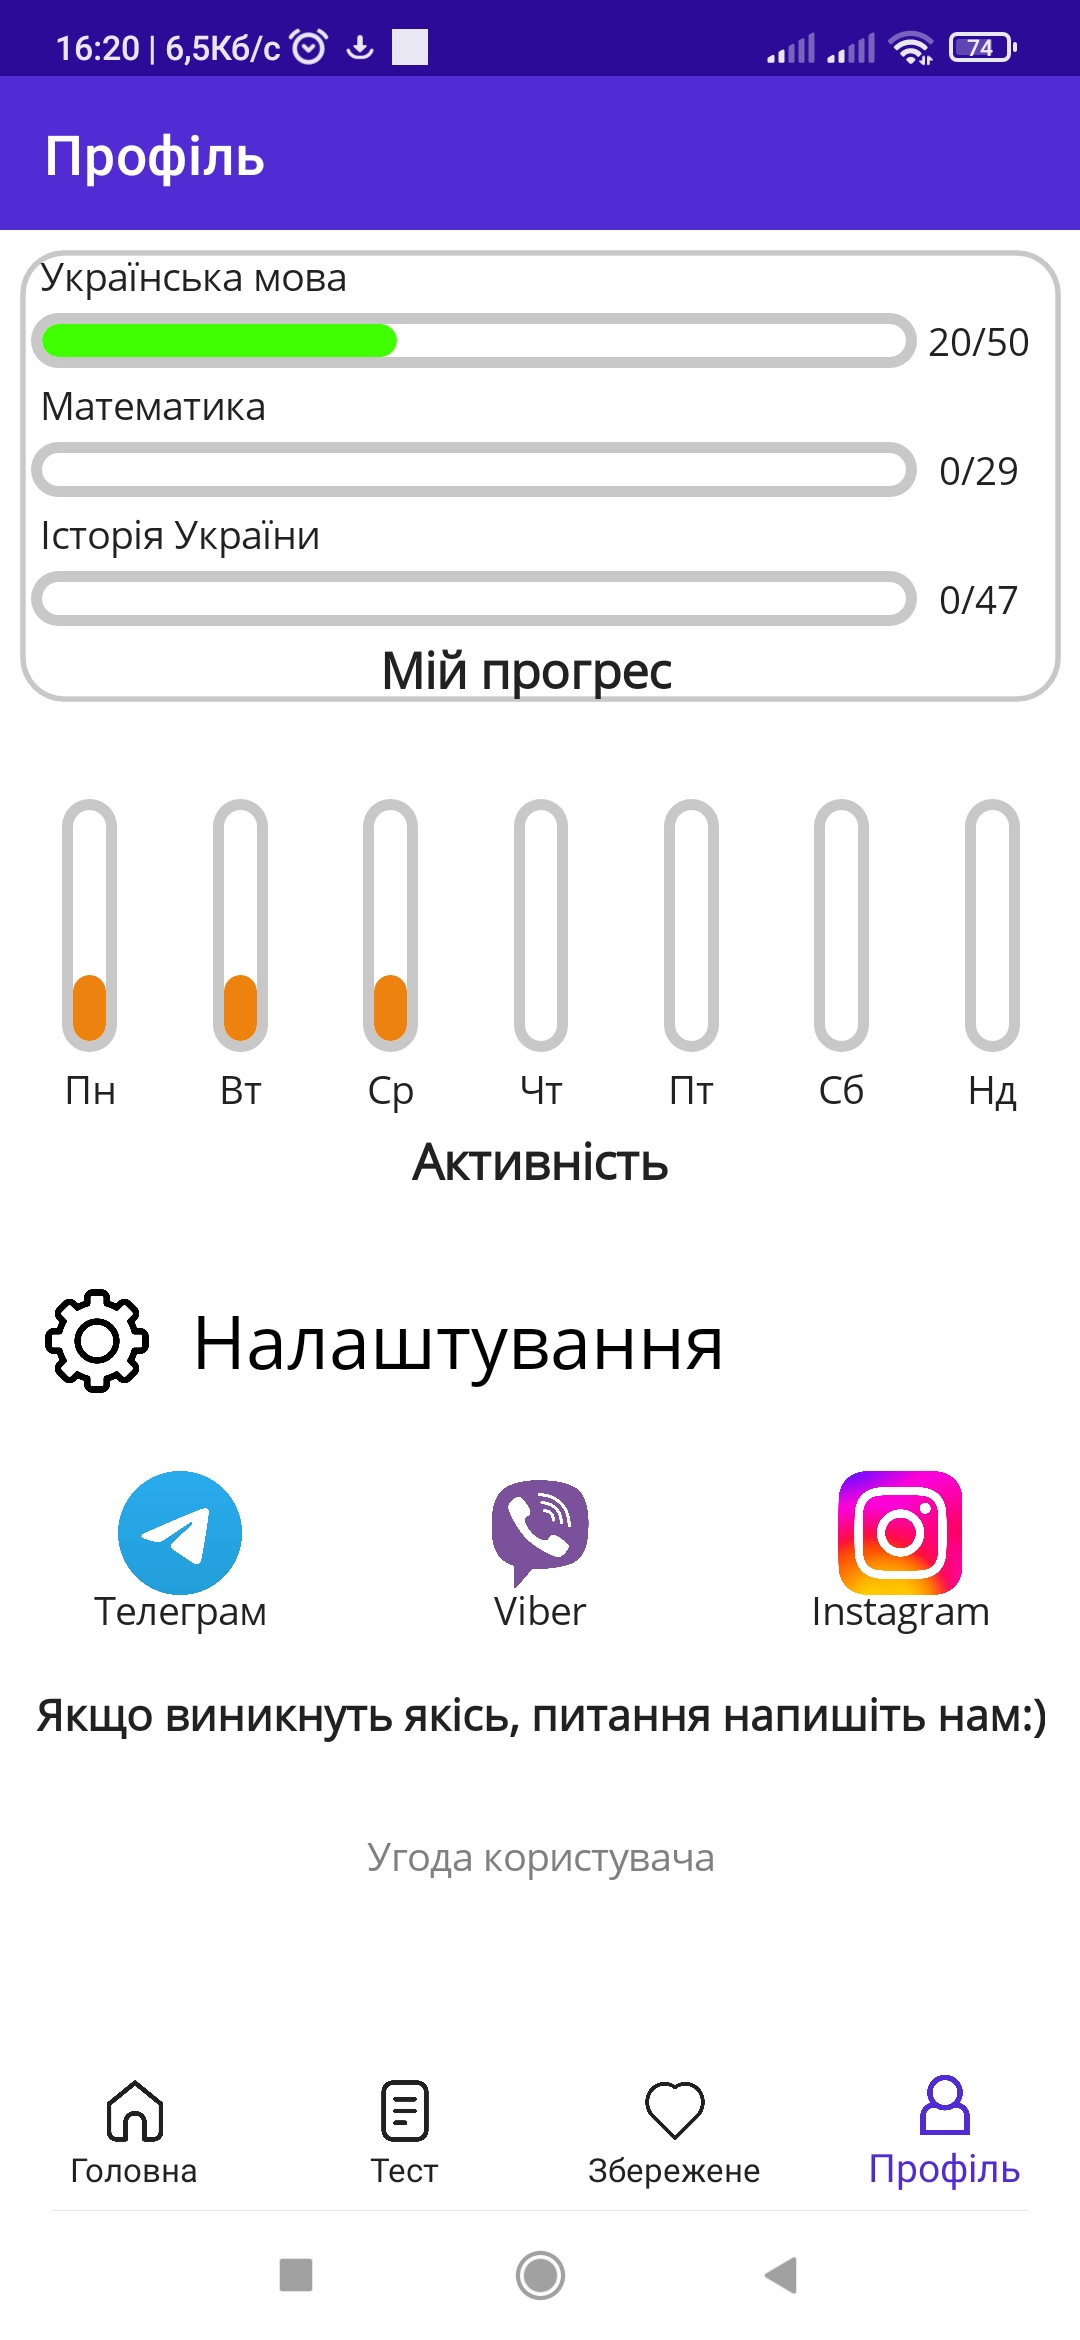 16:20 | 6,5Кб/с
74
Профіль
Українська мова
20/50
Математика
0/29
Історія України
0/47
Мій прогрес
Пн Вт Ср Чт Пт Сб Нд
Активність
Налаштування
Телеграм Viber Instagram
Якщо виникнуть якісь, питання напишіть нам:)
Угода користувача
Головна Тест Збережене Профіль